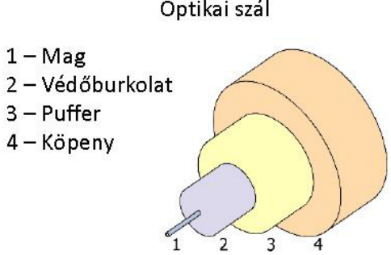 Optikai szál
1 – Mag
2 – Védőburkolat
3 – Puffer
4 – Köpeny
1 2 3 4